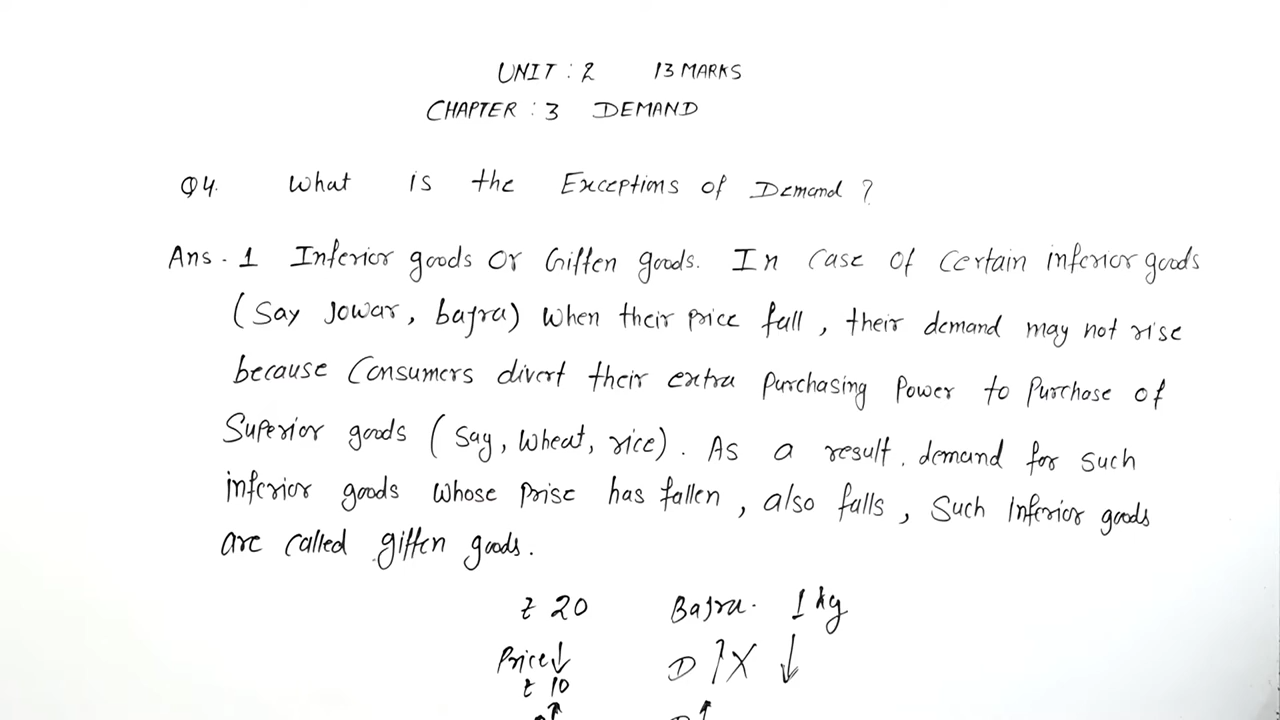 UNIT : 2 13 MARKS
CHAPTER : 3 DEMAND
Q4. What is the Exceptions of Demand ?
Ans. 1 Inferior goods or Giffen goods. In case of certain inferior goods
(Say Jowar, bajra) when their price fall, their demand may not rise
because Consumers divert their extra purchasing power to purchase of
Superior goods (say, wheat, rice). As a result. demand for such
inferior goods whose prise has fallen, also falls, Such inferior goods
are called giffen goods.
₹ 20 Bajra. 1 kg
Price↓ D ↑X ↓
₹ 10